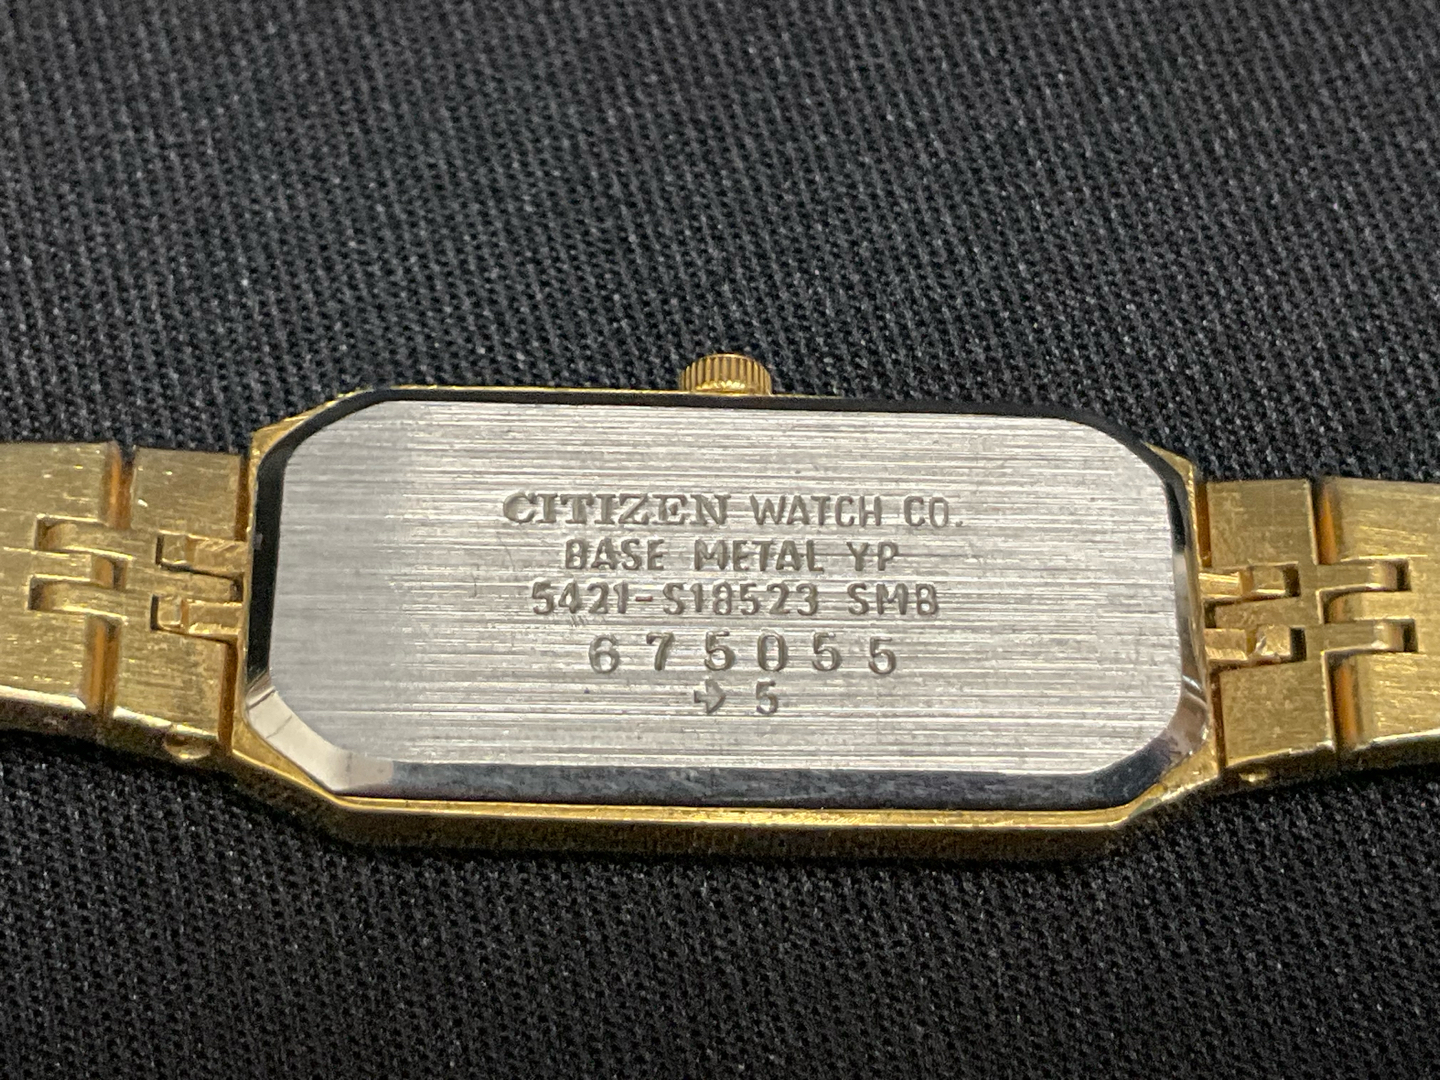 CITIZEN WATCH CO.
BASE METAL YP
5421-S18523 SMB
675055
→ 5